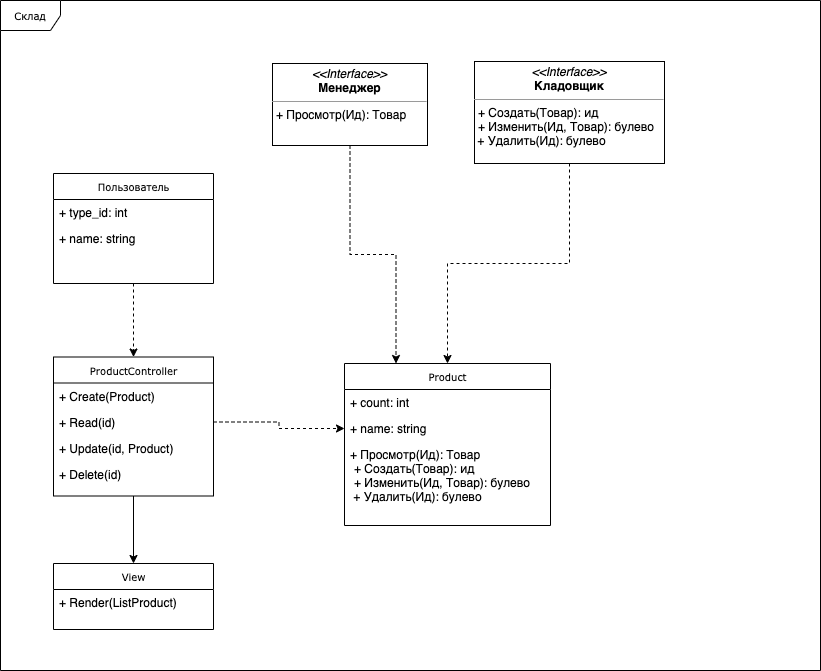 Склад
<<Interface>>
Менеджер
+ Просмотр(Ид): Товар
<<Interface>>
Кладовщик
+ Создать(Товар): ид
+ Изменить(Ид, Товар): булево
+ Удалить(Ид): булево
Пользователь
+ type_id: int
+ name: string
ProductController
+ Create(Product)
+ Read(id)
+ Update(id, Product)
+ Delete(id)
Product
+ count: int
+ name: string
+ Просмотр(Ид): Товар
+ Создать(Товар): ид
+ Изменить(Ид, Товар): булево
+ Удалить(Ид): булево
View
+ Render(ListProduct)